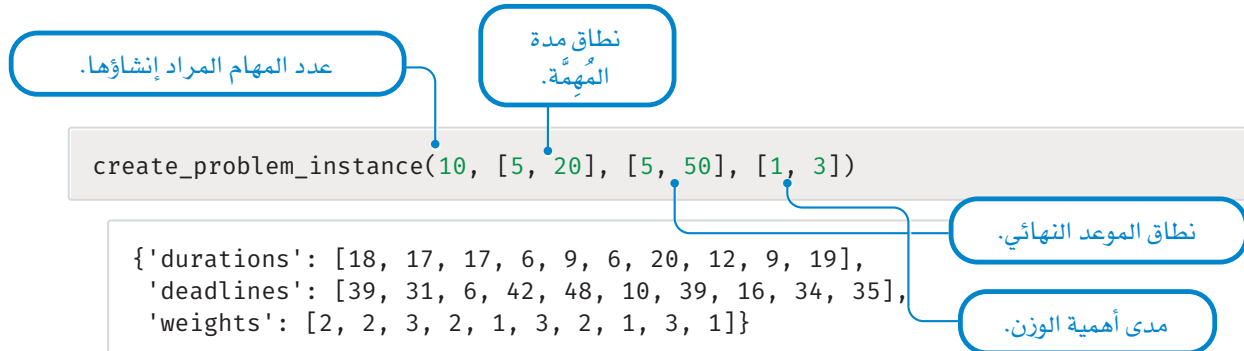 نطاق مدة
المُهِمَّة.
عدد المهام المراد إنشاؤها.
create_problem_instance(10, [5, 20], [5, 50], [1, 3])
نطاق الموعد النهائي.
{'durations': [18, 17, 17, 6, 9, 6, 20, 12, 9, 19],
'deadlines': [39, 31, 6, 42, 48, 10, 39, 16, 34, 35],
'weights': [2, 2, 3, 2, 1, 3, 2, 1, 3, 1]}
مدى أهمية الوزن.